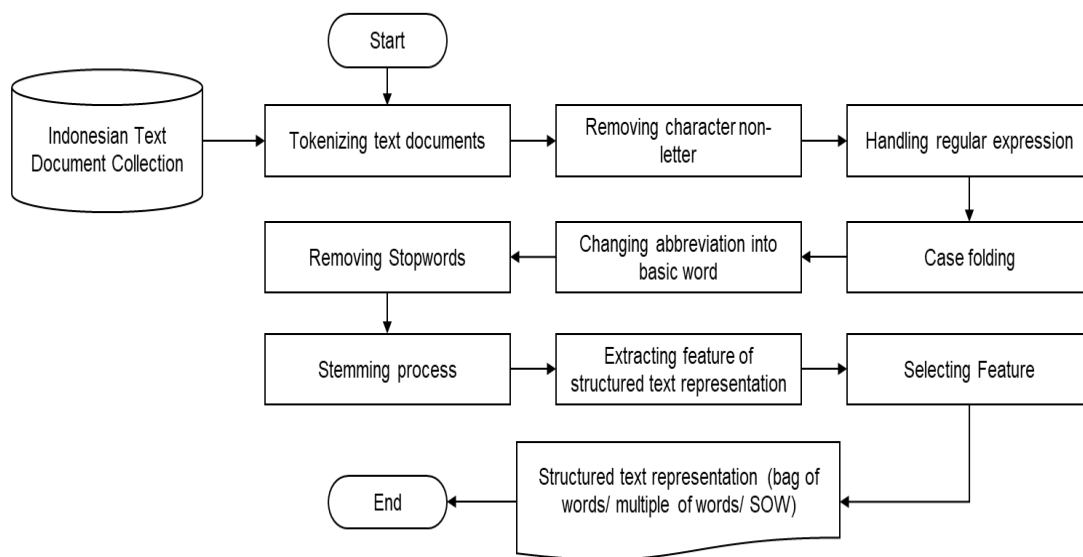 Start
Indonesian Text
Document Collection
Tokenizing text documents
Removing character non-
letter
Handling regular expression
Case folding
Changing abbreviation into
basic word
Removing Stopwords
Stemming process
Extracting feature of
structured text representation
Selecting Feature
Structured text representation (bag of
words/ multiple of words/ SOW)
End